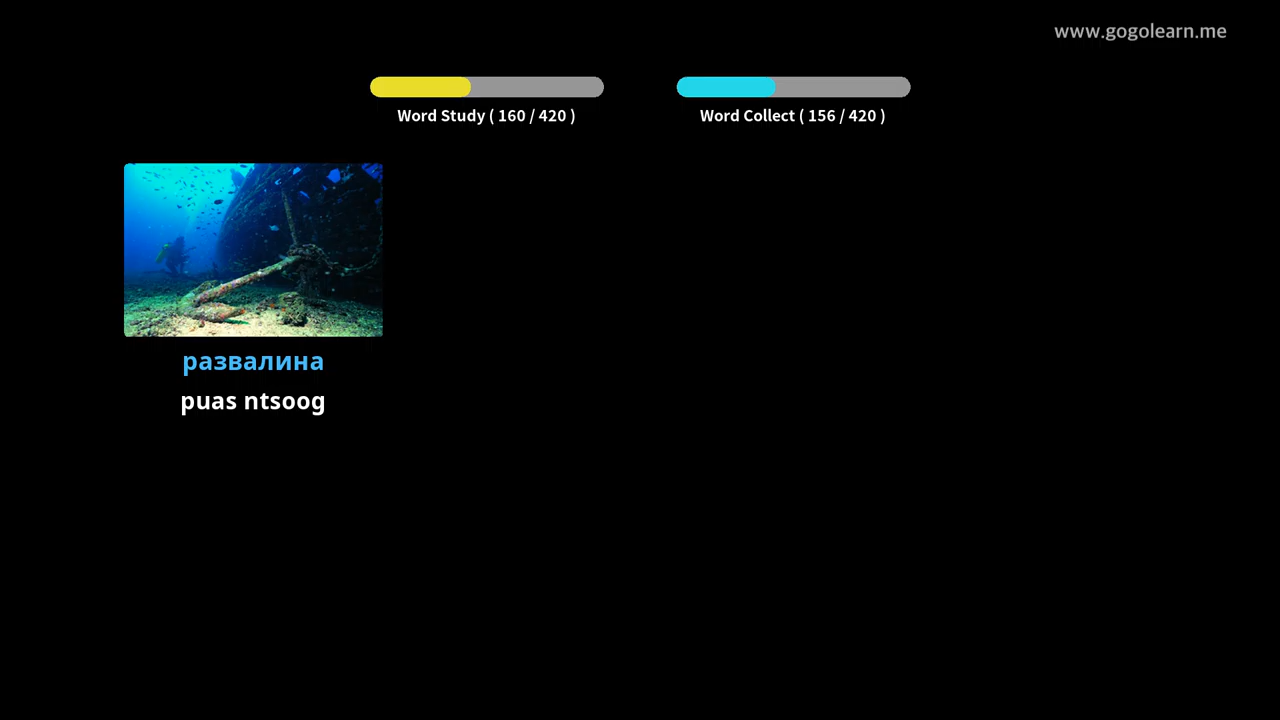 www.gogolearn.me
Word Study ( 160 / 420 )
Word Collect ( 156 / 420 )
развалина
puas ntsoog